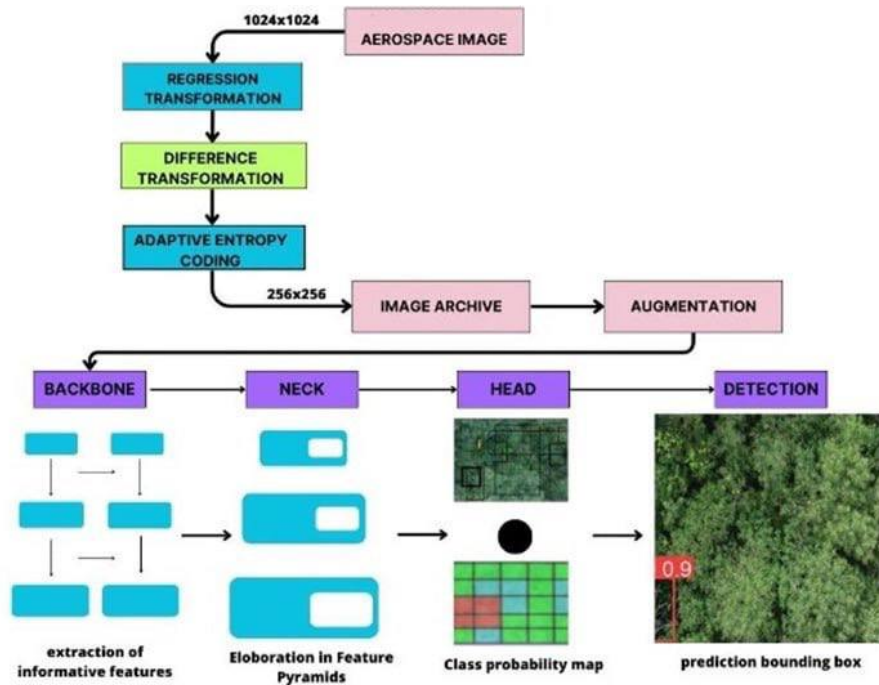 1024x1024
AEROSPACE IMAGE
REGRESSION
TRANSFORMATION
DIFFERENCE
TRANSFORMATION
ADAPTIVE ENTROPY
CODING
256x256
IMAGE ARCHIVE
AUGMENTATION
BACKBONE
NECK
HEAD
DETECTION
0.9
extraction of
informative features
Eloboration in Feature
Pyramids
Class probability map
prediction bounding box